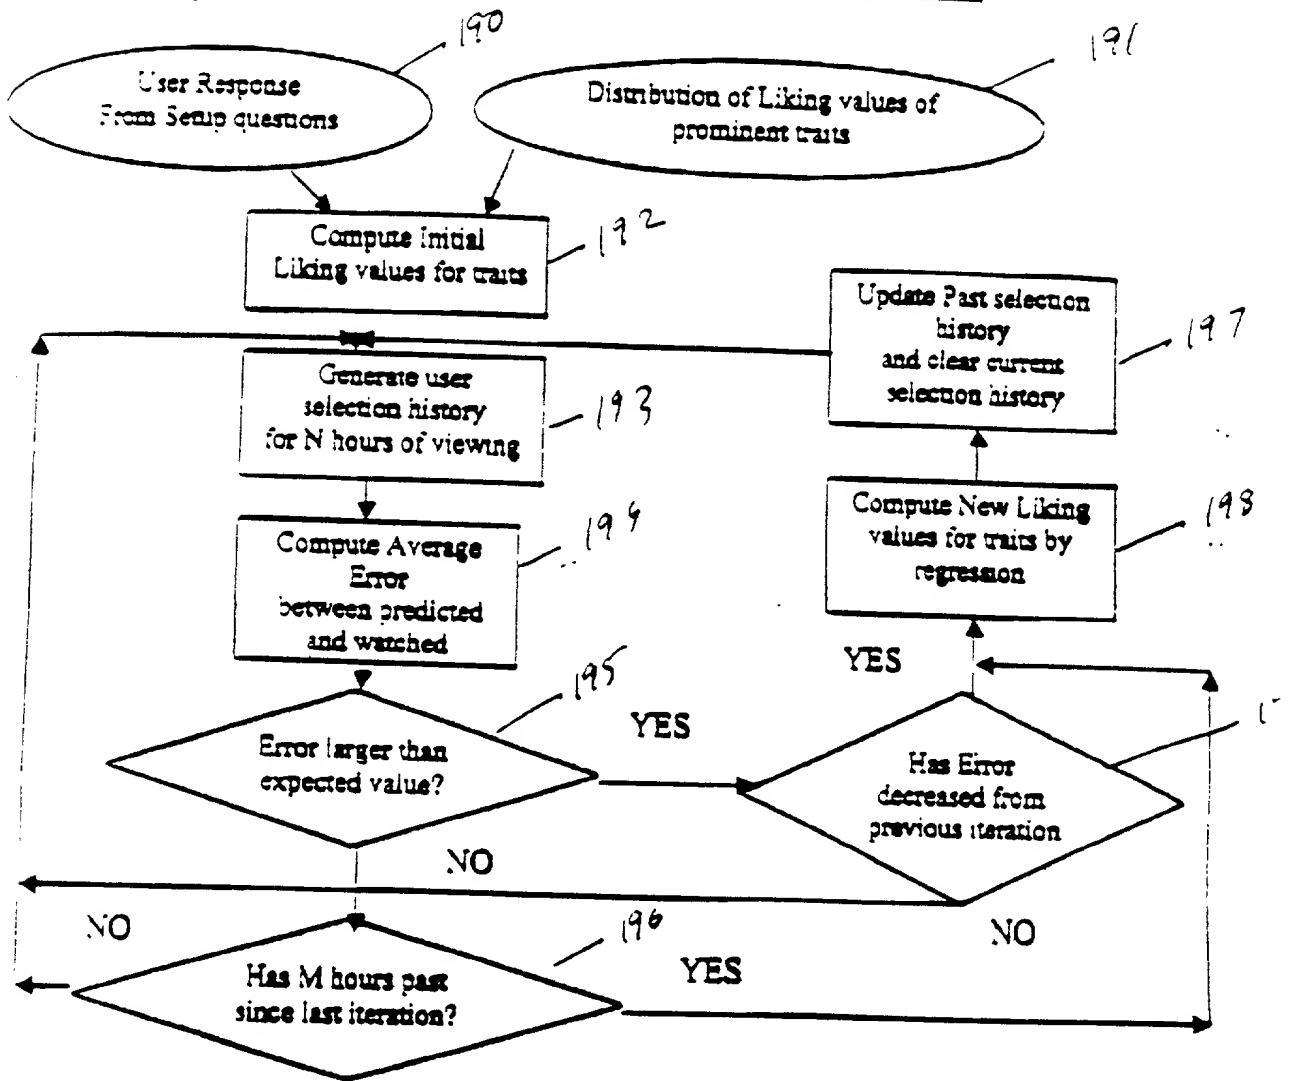 190
191
User Response
From Setup questions
Distribution of Liking values of
prominent traits
192
Compute Initial
Liking values for traits
Update Past selection
history
and clear current
selection history
197
Generate user
selection history
for N hours of viewing
193
Compute New Liking
values for traits by
regression
198
Compute Average
Error
between predicted
and watched
194
YES
195
YES
Error larger than
expected value?
Has Error
decreased from
previous iteration
NO
NO
196
NO
YES
Has M hours past
since last iteration?